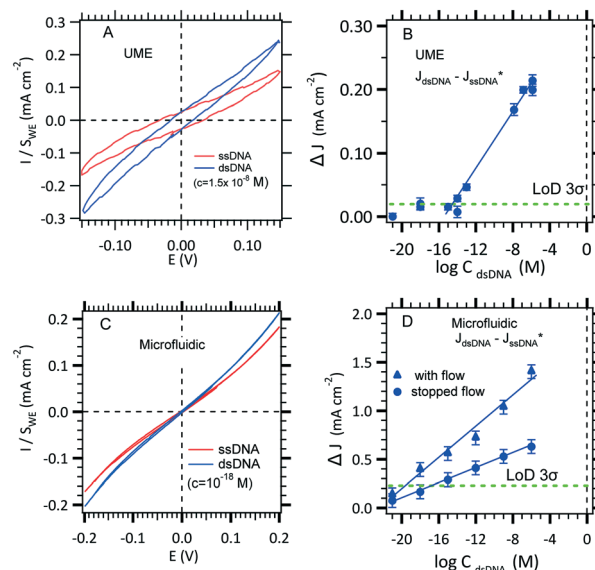 A
UME
I / S_WE (mA cm⁻²)
0.3
0.2
0.1
0.0
-0.1
-0.2
-0.3
ssDNA
dsDNA
(c=1.5x 10⁻⁸ M)
-0.10
0.00
0.10
E (V)
B
UME
J_dsDNA - J_ssDNA*
Δ J (mA cm⁻²)
0.20
0.10
0.00
LoD 3σ
-20 -16 -12 -8 -4 0
log C_dsDNA (M)
C
Microfluidic
I / S_WE (mA cm⁻²)
0.2
0.1
0.0
-0.1
-0.2
ssDNA
dsDNA
(c=10⁻¹⁸ M)
-0.2 -0.1 0.0 0.1 0.2
E (V)
D
Microfluidic
J_dsDNA - J_ssDNA*
with flow
stopped flow
Δ J (mA cm⁻²)
2.0
1.5
1.0
0.5
0.0
LoD 3σ
-20 -16 -12 -8 -4 0
log C_dsDNA (M)